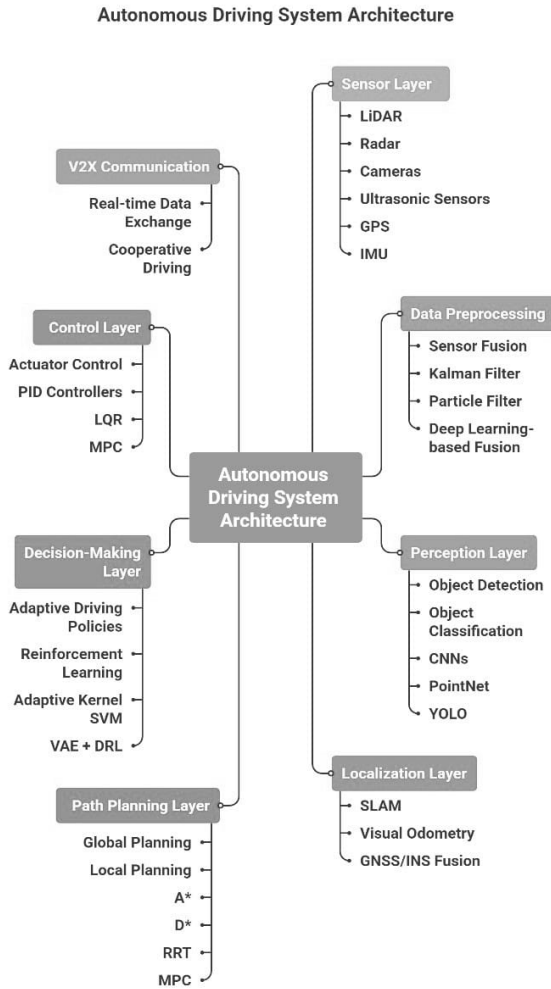 Autonomous Driving System Architecture
Sensor Layer
LiDAR
Radar
Cameras
Ultrasonic Sensors
GPS
IMU
V2X Communication
Real-time Data
Exchange
Cooperative
Driving
Control Layer
Actuator Control
PID Controllers
LQR
MPC
Data Preprocessing
Sensor Fusion
Kalman Filter
Particle Filter
Deep Learning-
based Fusion
Autonomous
Driving System
Architecture
Decision-Making
Layer
Adaptive Driving
Policies
Reinforcement
Learning
Adaptive Kernel
SVM
VAE + DRL
Perception Layer
Object Detection
Object
Classification
CNNs
PointNet
YOLO
Path Planning Layer
Global Planning
Local Planning
A*
D*
RRT
MPC
Localization Layer
SLAM
Visual Odometry
GNSS/INS Fusion